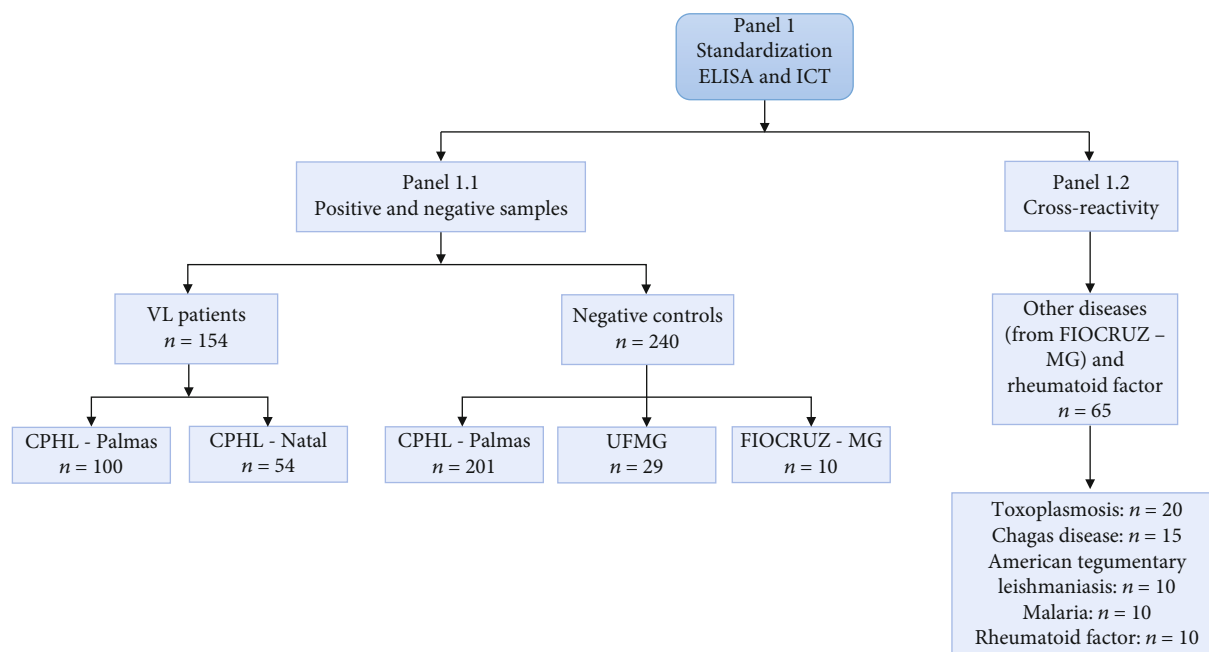 Panel 1
Standardization
ELISA and ICT
Panel 1.1
Positive and negative samples
Panel 1.2
Cross-reactivity
VL patients
n = 154
Negative controls
n = 240
Other diseases
(from FIOCRUZ –
MG) and
rheumatoid factor
n = 65
CPHL - Palmas
n = 100
CPHL - Natal
n = 54
CPHL - Palmas
n = 201
UFMG
n = 29
FIOCRUZ - MG
n = 10
Toxoplasmosis: n = 20
Chagas disease: n = 15
American tegumentary
leishmaniasis: n = 10
Malaria: n = 10
Rheumatoid factor: n = 10